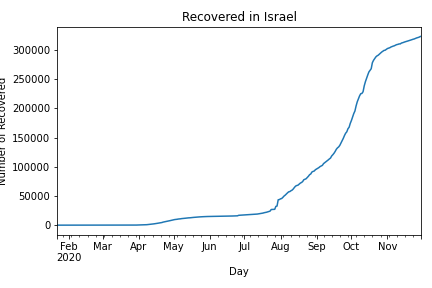 Recovered in Israel
Number of Recovered
300000
250000
200000
150000
100000
50000
0
Feb Mar Apr May Jun Jul Aug Sep Oct Nov
2020
Day